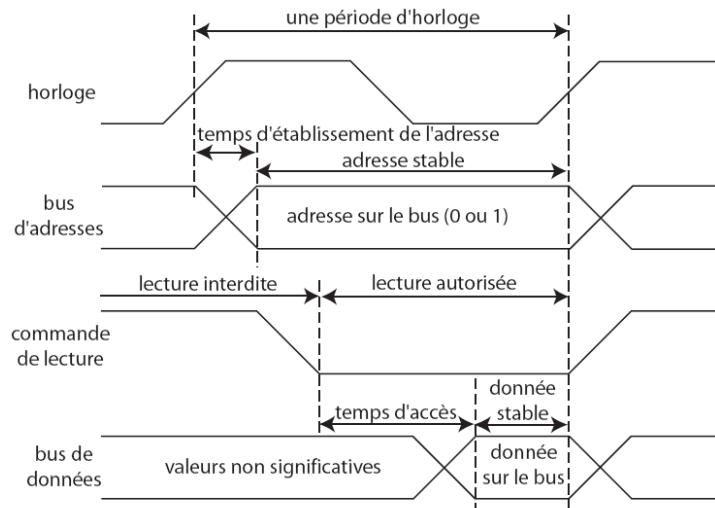 une période d'horloge
horloge
temps d'établissement de l'adresse
adresse stable
bus
d'adresses
adresse sur le bus (0 ou 1)
lecture interdite
lecture autorisée
commande
de lecture
temps d'accès
donnée
stable
bus de
données
valeurs non significatives
donnée
sur le bus